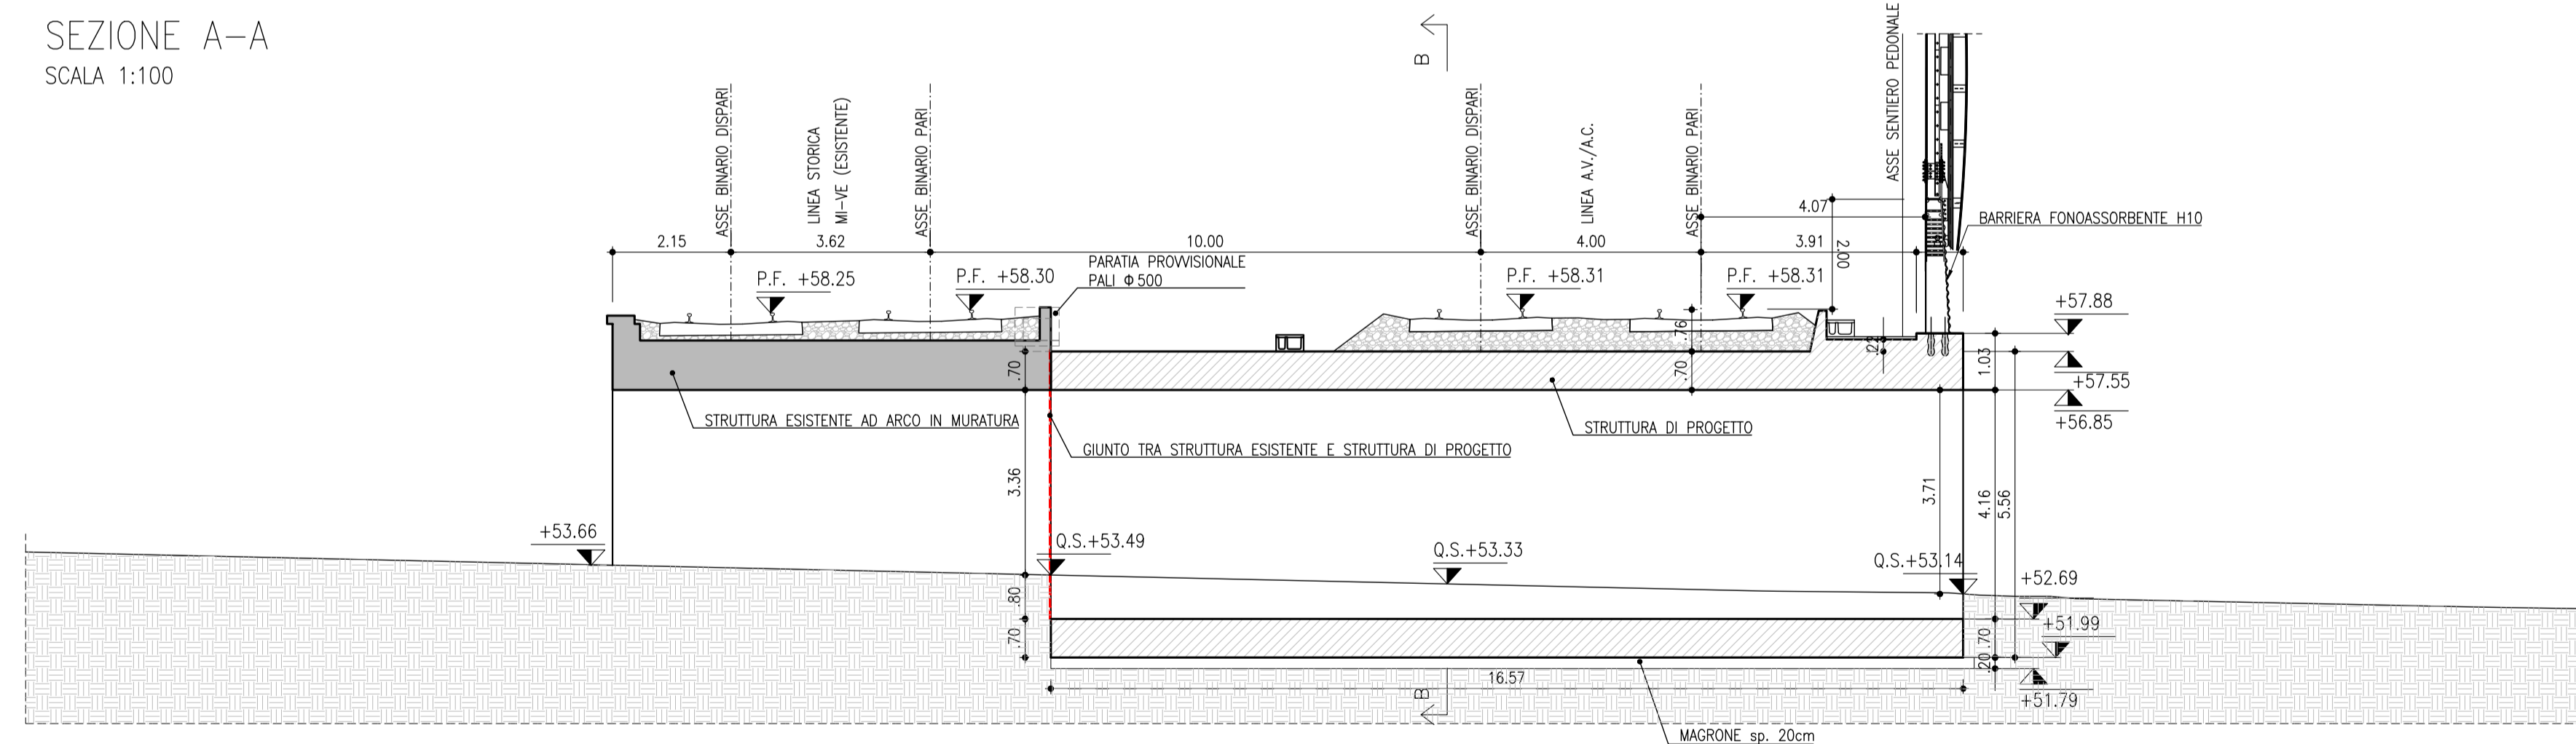 SEZIONE A-A
SCALA 1:100
B
ASSE BINARIO DISPARI
LINEA STORICA
MI-VE (ESISTENTE)
ASSE BINARIO PARI
ASSE BINARIO DISPARI
LINEA A.V./A.C.
ASSE BINARIO PARI
ASSE SENTIERO PEDONALE
4.07
BARRIERA FONOASSORBENTE H10
2.15
3.62
10.00
4.00
3.91
2.00
PARATIA PROVVISIONALE
PALI Φ500
P.F. +58.25
P.F. +58.30
P.F. +58.31
P.F. +58.31
+57.88
.76
.22
.70
.70
1.03
+57.55
+56.85
STRUTTURA ESISTENTE AD ARCO IN MURATURA
STRUTTURA DI PROGETTO
GIUNTO TRA STRUTTURA ESISTENTE E STRUTTURA DI PROGETTO
3.36
3.71
4.16
5.56
+53.66
Q.S.+53.49
Q.S.+53.33
Q.S.+53.14
+52.69
.80
.70
.70
+51.99
.20
16.57
B
+51.79
MAGRONE sp. 20cm